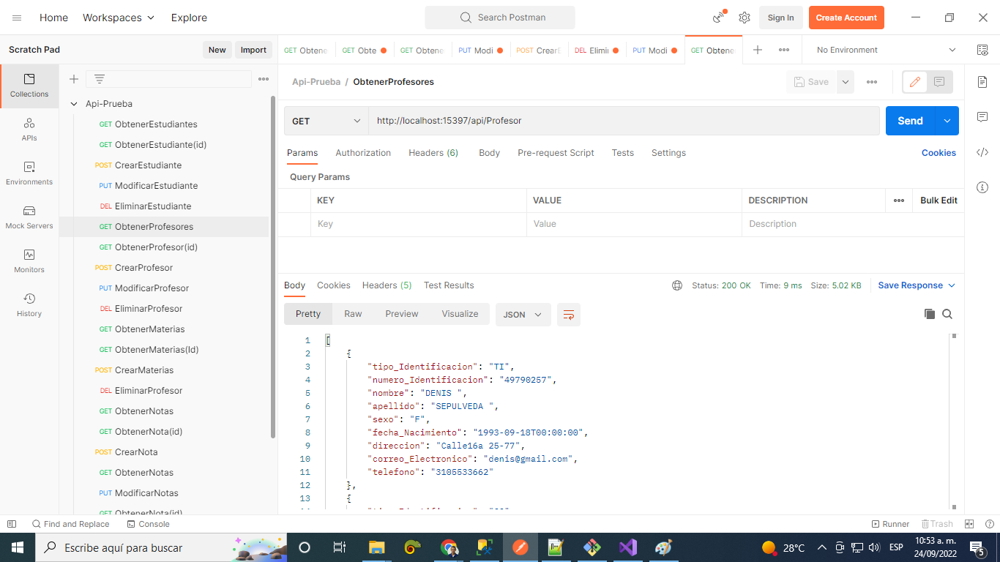 Home Workspaces Explore Search Postman Sign In Create Account
Scratch Pad New Import
GET Obtene GET Obte GET Obtene PUT Modi POST CrearE DEL Elimin PUT Modi GET Obtene No Environment
Collections
APIs
Environments
Mock Servers
Monitors
History
Api-Prueba
GET ObtenerEstudiantes
GET ObtenerEstudiante(id)
POST CrearEstudiante
PUT ModificarEstudiante
DEL EliminarEstudiante
GET ObtenerProfesores
GET ObtenerProfesor(id)
POST CrearProfesor
PUT ModificarProfesor
DEL EliminarProfesor
GET ObtenerMaterias
GET ObtenerMaterias(Id)
POST CrearMaterias
DEL EliminarProfesor
GET ObtenerNotas
GET ObtenerNota(id)
POST CrearNota
GET ObtenerNotas
PUT ModificarNotas
GET ObtenerNota(id)
Api-Prueba / ObtenerProfesores Save
GET http://localhost:15397/api/Profesor Send
Params Authorization Headers (6) Body Pre-request Script Tests Settings Cookies
Query Params
KEY VALUE DESCRIPTION Bulk Edit
Key Value Description
Body Cookies Headers (5) Test Results Status: 200 OK Time: 9 ms Size: 5.02 KB Save Response
Pretty Raw Preview Visualize JSON
1 [
2 {
3 "tipo_Identificacion": "TI",
4 "numero_Identificacion": "49790257",
5 "nombre": "DENIS ",
6 "apellido": "SEPULVEDA ",
7 "sexo": "F",
8 "fecha_Nacimiento": "1993-09-18T00:00:00",
9 "direccion": "Calle16a 25-77",
10 "correo_Electronico": "denis@gmail.com",
11 "telefono": "3105533662"
12 },
13 {
Find and Replace Console Runner Trash
Escribe aquí para buscar 28°C ESP 10:53 a. m.
24/09/2022 5